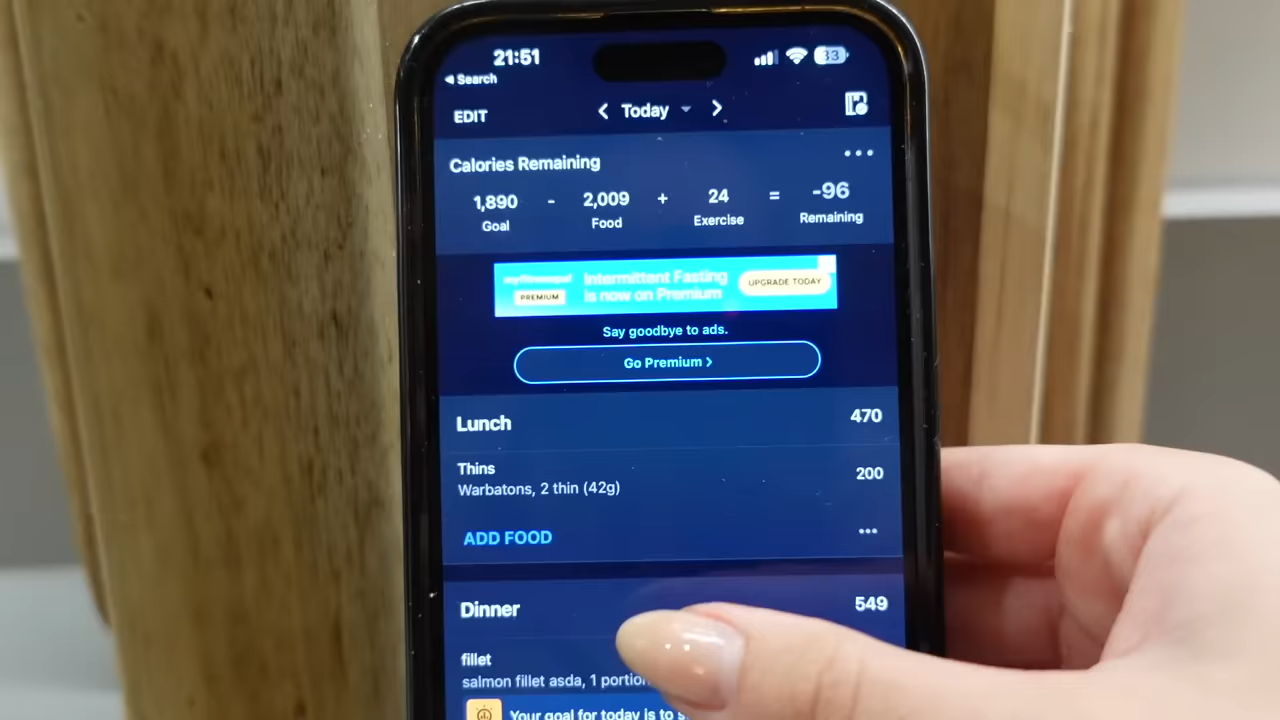 21:51
33
Search
EDIT
Today
Calories Remaining
1,890 - 2,009 + 24 = -96
Goal Food Exercise Remaining
myfitnesspal
PREMIUM
Intermittent Fasting
is now on Premium
UPGRADE TODAY
Say goodbye to ads.
Go Premium >
Lunch 470
Thins 200
Warbatons, 2 thin (42g)
ADD FOOD
Dinner 549
fillet
salmon fillet asda, 1 portion
Your goal for today is to